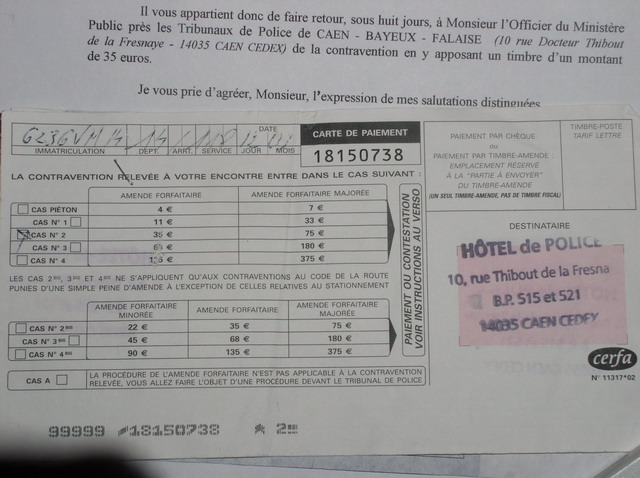 Il vous appartient donc de faire retour, sous huit jours, à Monsieur l'Officier du Ministère
Public près les Tribunaux de Police de CAEN - BAYEUX - FALAISE (10 rue Docteur Thibout
de la Fresnaye - 14035 CAEN CEDEX) de la contravention en y apposant un timbre d'un montant
de 35 euros.
Je vous prie d'agréer, Monsieur, l'expression de mes salutations distinguées
DATE
IMMATRICULATION DÉPT. ARRT. SERVICE JOUR MOIS
CARTE DE PAIEMENT
18150738
LA CONTRAVENTION RELEVÉE À VOTRE ENCONTRE ENTRE DANS LE CAS SUIVANT :
AMENDE FORFAITAIRE AMENDE FORFAITAIRE MAJORÉE
CAS PIÉTON 4 € 7 €
CAS N° 1 11 € 33 €
CAS N° 2 35 € 75 €
CAS N° 3 68 € 180 €
CAS N° 4 135 € 375 €
LES CAS 2BIS, 3BIS ET 4BIS NE S'APPLIQUENT QU'AUX CONTRAVENTIONS AU CODE DE LA ROUTE
PUNIES D'UNE SIMPLE PEINE D'AMENDE À L'EXCEPTION DE CELLES RELATIVES AU STATIONNEMENT
AMENDE FORFAITAIRE MINORÉE AMENDE FORFAITAIRE AMENDE FORFAITAIRE MAJORÉE
CAS N° 2 BIS 22 € 35 € 75 €
CAS N° 3 BIS 45 € 68 € 180 €
CAS N° 4 BIS 90 € 135 € 375 €
CAS A
LA PROCÉDURE DE L'AMENDE FORFAITAIRE N'EST PAS APPLICABLE À LA CONTRAVENTION
RELEVÉE, VOUS ALLEZ FAIRE L'OBJET D'UNE PROCÉDURE DEVANT LE TRIBUNAL DE POLICE
99999 18150738 2
PAIEMENT OU CONTESTATION
VOIR INSTRUCTIONS AU VERSO
PAIEMENT PAR CHÈQUE
ou
PAIEMENT PAR TIMBRE-AMENDE :
EMPLACEMENT RÉSERVÉ
À LA "PARTIE À ENVOYER"
DU TIMBRE-AMENDE
(UN SEUL TIMBRE-AMENDE, PAS DE TIMBRE FISCAL)
TIMBRE-POSTE
TARIF LETTRE
DESTINATAIRE
HÔTEL de POLICE
10, rue Thibout de la Fresna
B.P. 515 et 521
14035 CAEN CEDEX
cerfa
N° 11317*02